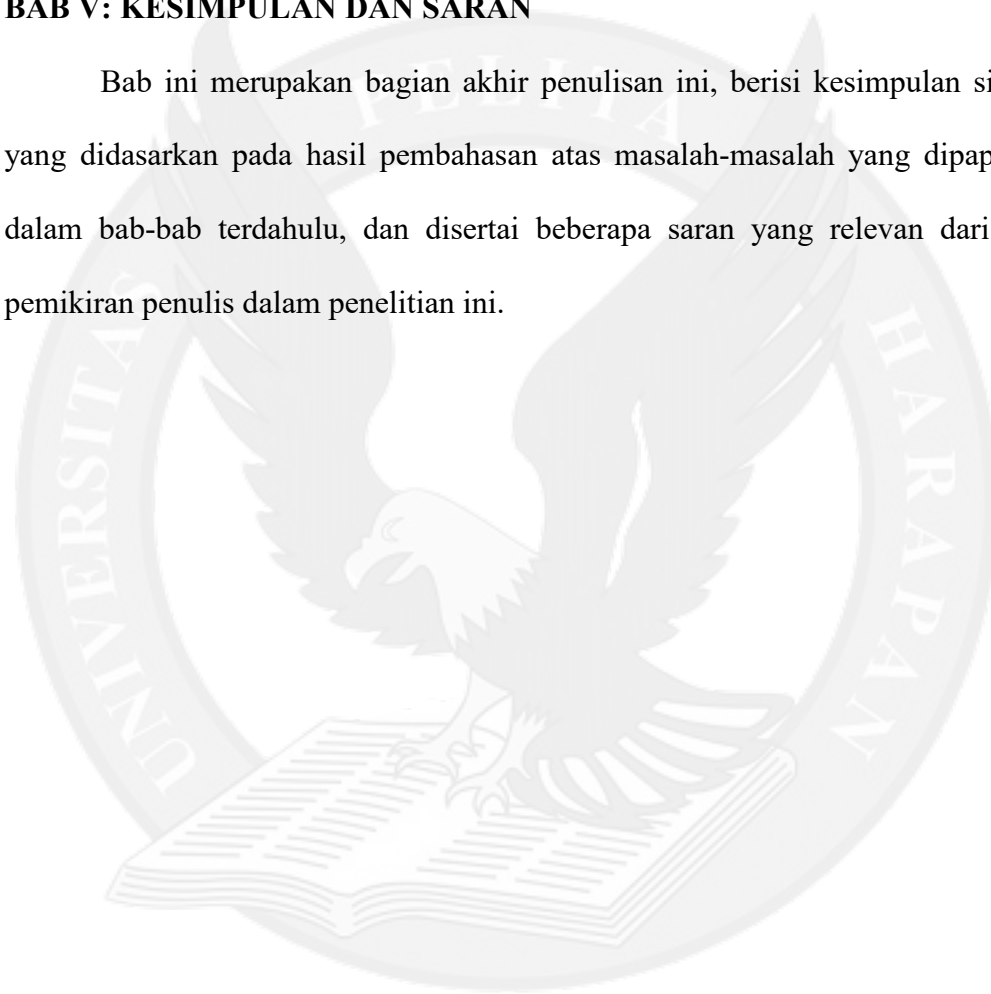 BAB V: KESIMPULAN DAN SARAN
Bab ini merupakan bagian akhir penulisan ini, berisi kesimpulan si
yang didasarkan pada hasil pembahasan atas masalah-masalah yang dipap
dalam bab-bab terdahulu, dan disertai beberapa saran yang relevan dari
pemikiran penulis dalam penelitian ini.
UNIVERSITAS PELITA HARAPAN